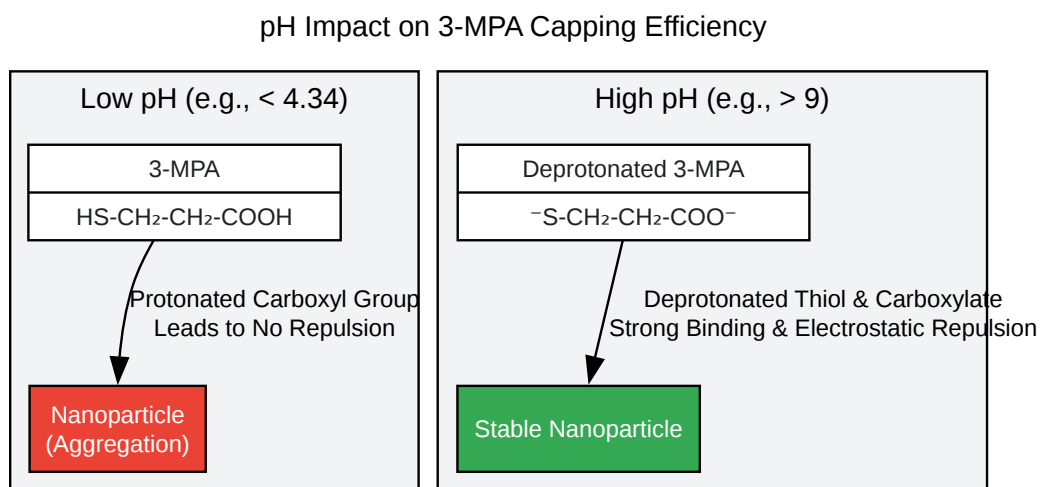 pH Impact on 3-MPA Capping Efficiency
Low pH (e.g., < 4.34)
3-MPA
HS-CH₂-CH₂-COOH
Protonated Carboxyl Group
Leads to No Repulsion
Nanoparticle
(Aggregation)
High pH (e.g., > 9)
Deprotonated 3-MPA
⁻S-CH₂-CH₂-COO⁻
Deprotonated Thiol & Carboxylate
Strong Binding & Electrostatic Repulsion
Stable Nanoparticle